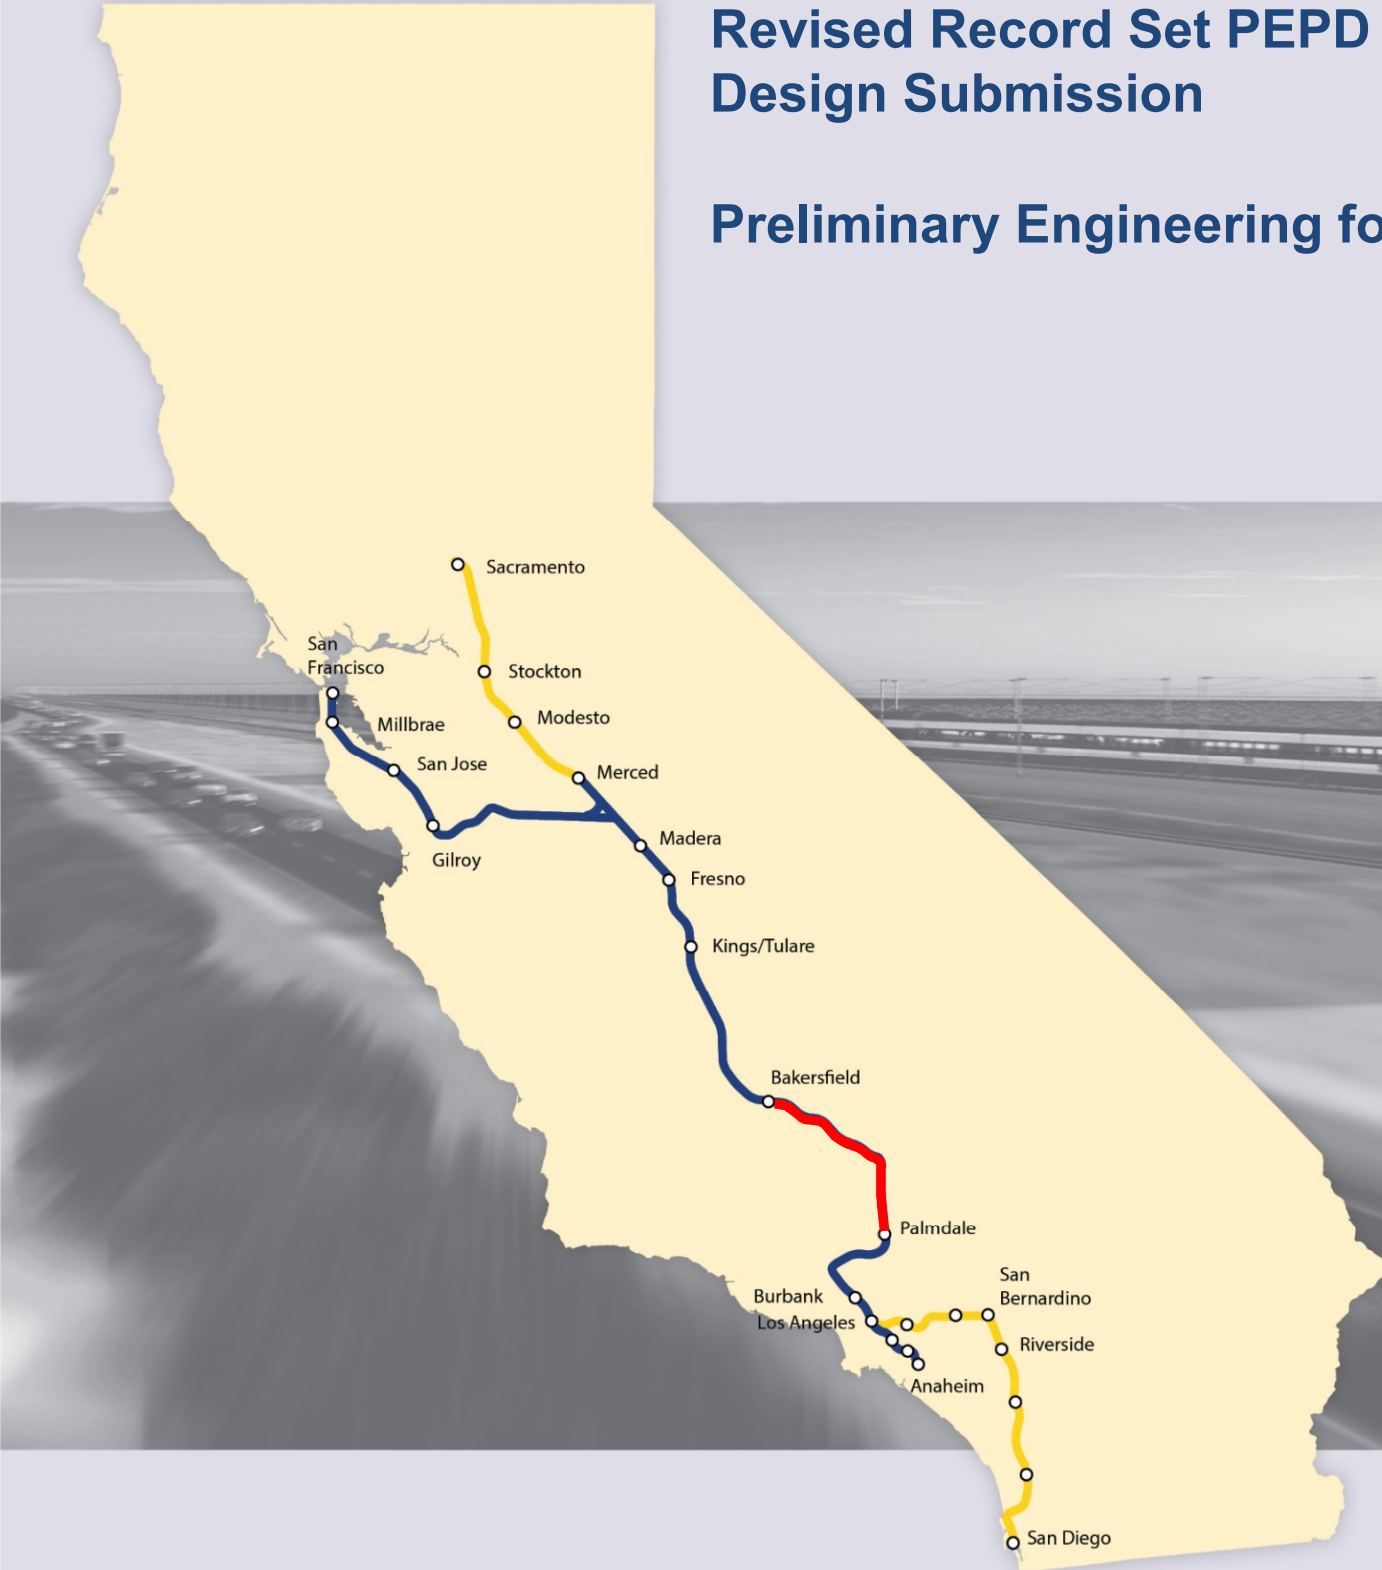 Revised Record Set PEPD
Design Submission
Preliminary Engineering fo
Sacramento
San
Francisco
Stockton
Millbrae
Modesto
San Jose
Merced
Madera
Gilroy
Fresno
Kings/Tulare
Bakersfield
Palmdale
San
Bernardino
Burbank
Los Angeles
Riverside
Anaheim
San Diego